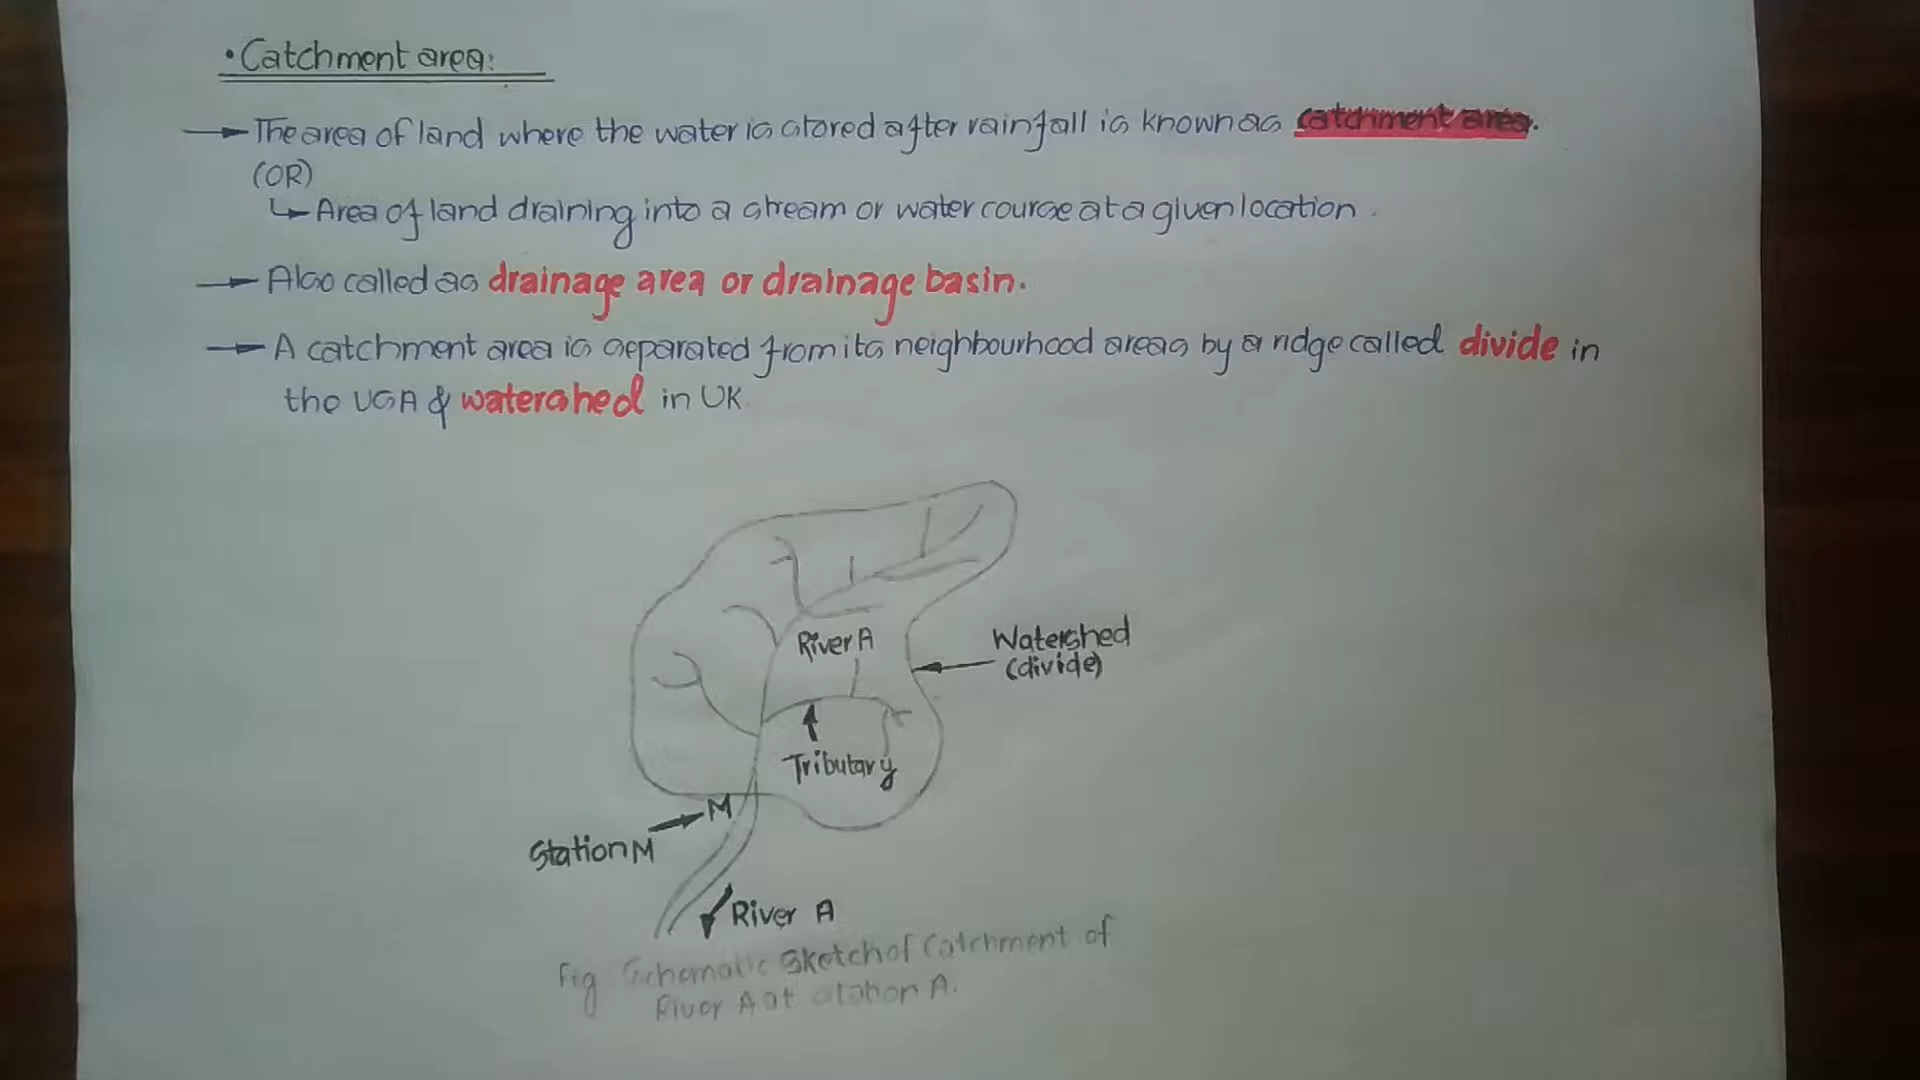 • Catchment area:
→ The area of land where the water is stored after rainfall is known as catchment area.
(OR)
↳ Area of land draining into a stream or water course at a given location.
→ Also called as drainage area or drainage basin.
→ A catchment area is separated from its neighbourhood areas by a ridge called divide in
the USA & watershed in UK.
River A
Watershed
(divide)
Tributary
M
Station M
River A
Fig Schematic Sketch of Catchment of
River A at station A.